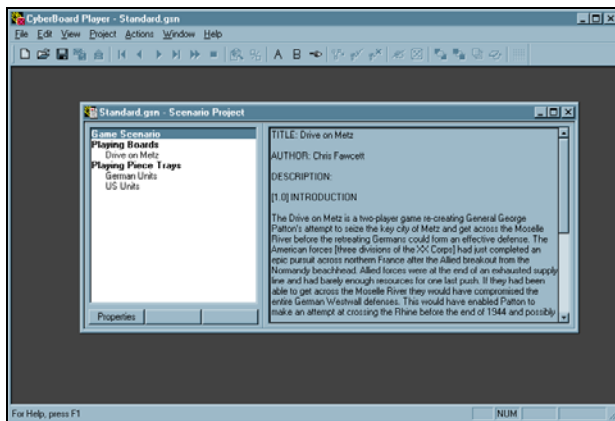 CyberBoard Player - Standard.gsn
File Edit View Project Actions Window Help
A B
Standard.gsn - Scenario Project
Game Scenario
Playing Boards
Drive on Metz
Playing Piece Trays
German Units
US Units
Properties
TITLE: Drive on Metz
AUTHOR: Chris Fawcett
DESCRIPTION:
[1.0] INTRODUCTION
The Drive on Metz is a two-player game re-creating General George
Patton's attempt to seize the key city of Metz and get across the Moselle
River before the retreating Germans could form an effective defense. The
American forces [three divisions of the XX Corps] had just completed an
epic pursuit across northern France after the Allied breakout from the
Normandy beachhead. Allied forces were at the end of an exhausted supply
line and had barely enough resources for one last push. If they had been
able to get across the Moselle River they would have compromised the
entire German Westwall defenses. This would have enabled Patton to
make an attempt at crossing the Rhine before the end of 1944 and possibly
For Help, press F1
NUM